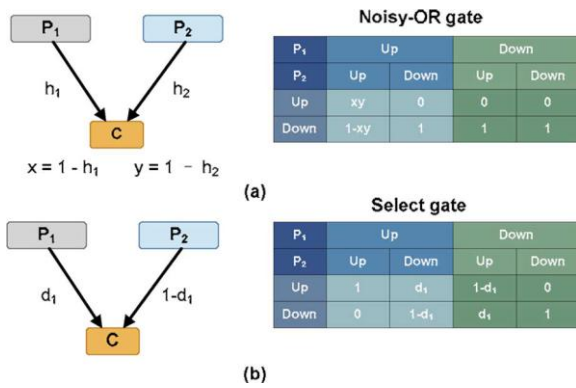 P₁ P₂
h₁ h₂
C
x = 1 - h₁ y = 1 - h₂
Noisy-OR gate
P₁ Up Down
P₂ Up Down Up Down
Up xy 0 0 0
Down 1-xy 1 1 1
(a)
P₁ P₂
d₁ 1-d₁
C
Select gate
P₁ Up Down
P₂ Up Down Up Down
Up 1 d₁ 1-d₁ 0
Down 0 1-d₁ d₁ 1
(b)